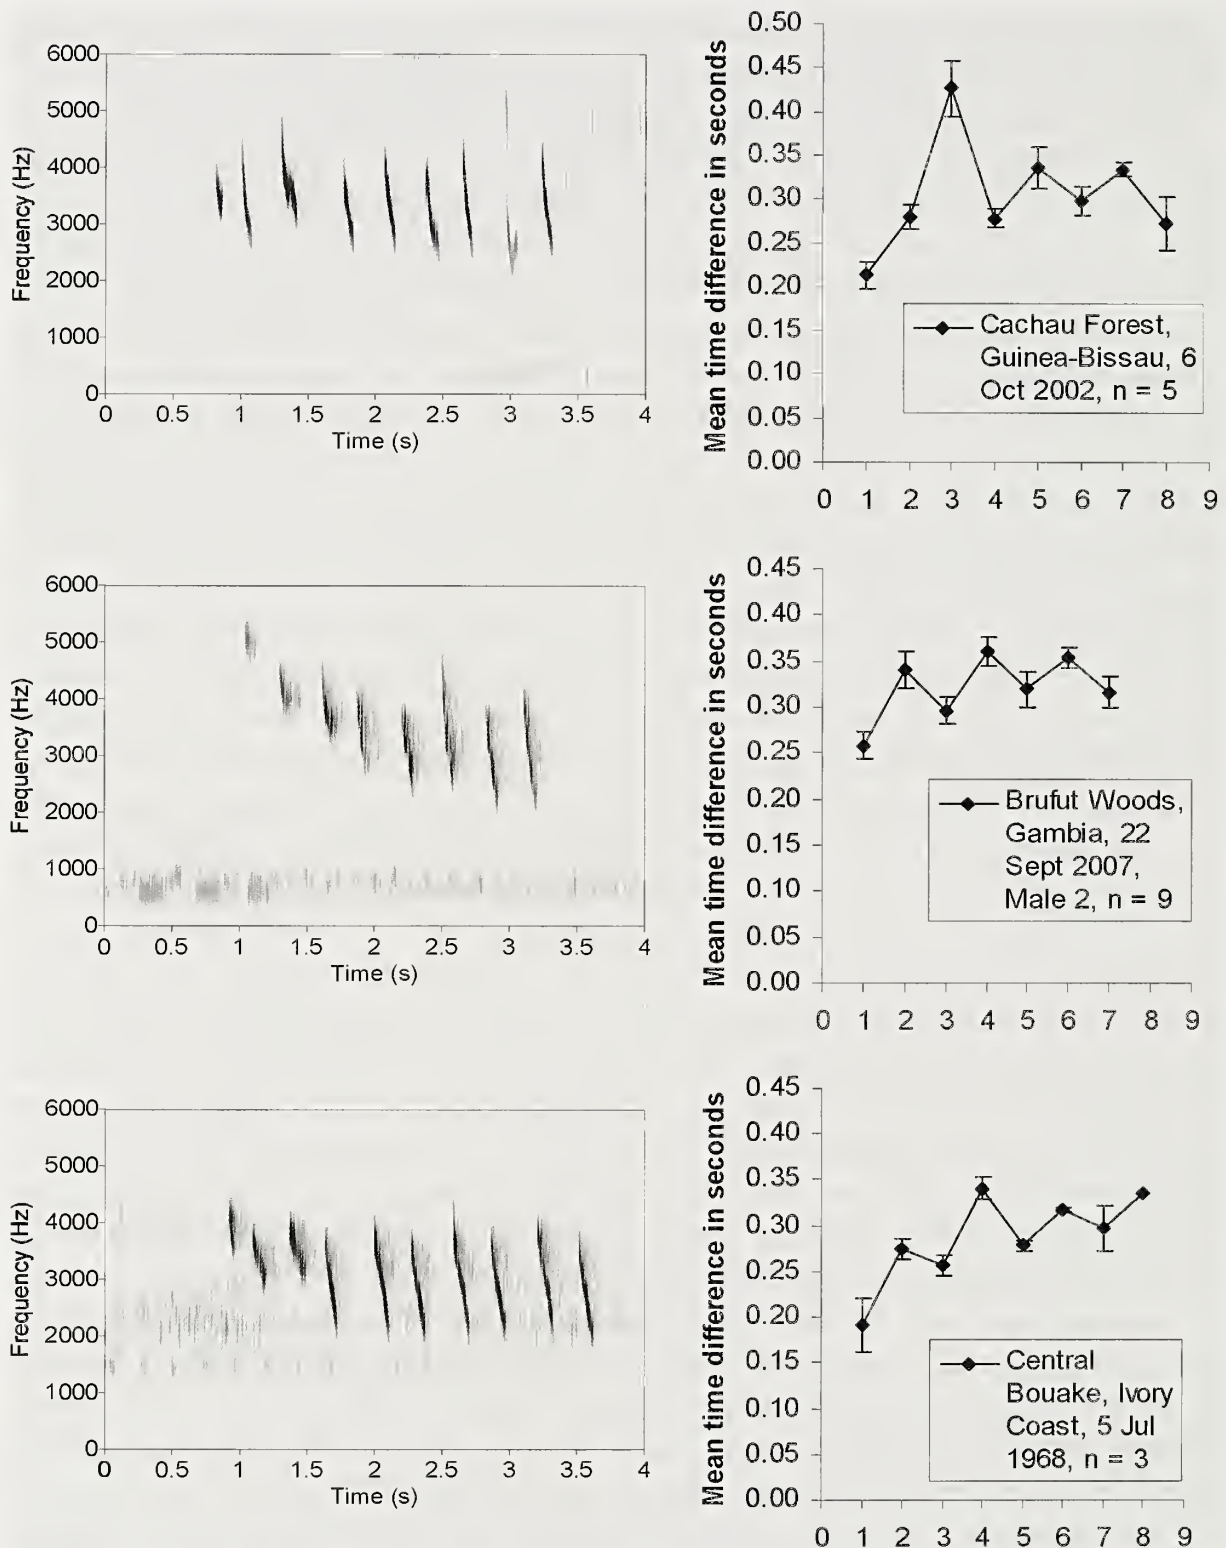 6000
5000
4000
3000
2000
1000
0
Frequency (Hz)
0 0.5 1 1.5 2 2.5 3 3.5 4
Time (s)
0.50
0.45
0.40
0.35
0.30
0.25
0.20
0.15
0.10
0.05
0.00
Mean time difference in seconds
0 1 2 3 4 5 6 7 8 9
Cachau Forest,
Guinea-Bissau, 6
Oct 2002, n = 5
6000
5000
4000
3000
2000
1000
0
Frequency (Hz)
0 0.5 1 1.5 2 2.5 3 3.5 4
Time (s)
0.45
0.40
0.35
0.30
0.25
0.20
0.15
0.10
0.05
0.00
Mean time difference in seconds
0 1 2 3 4 5 6 7 8 9
Brufut Woods,
Gambia, 22
Sept 2007,
Male 2, n = 9
6000
5000
4000
3000
2000
1000
0
Frequency (Hz)
0 0.5 1 1.5 2 2.5 3 3.5 4
Time (s)
0.45
0.40
0.35
0.30
0.25
0.20
0.15
0.10
0.05
0.00
Mean time difference in seconds
0 1 2 3 4 5 6 7 8 9
Central
Bouake, Ivory
Coast, 5 Jul
1968, n = 3